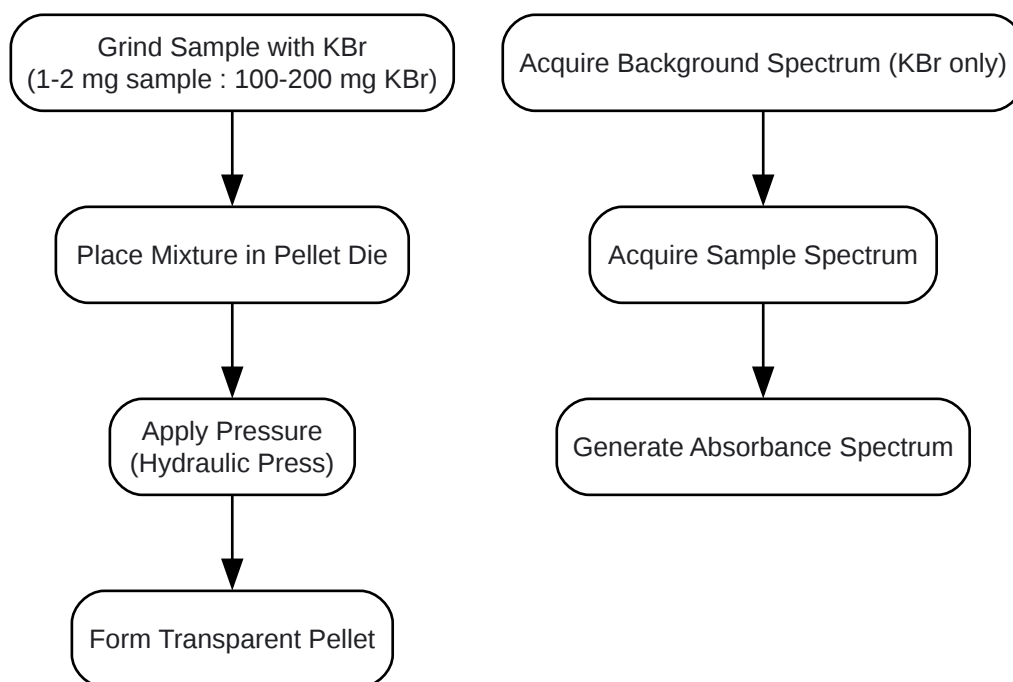 Grind Sample with KBr
(1-2 mg sample : 100-200 mg KBr)
Place Mixture in Pellet Die
Apply Pressure
(Hydraulic Press)
Form Transparent Pellet
Acquire Background Spectrum (KBr only)
Acquire Sample Spectrum
Generate Absorbance Spectrum